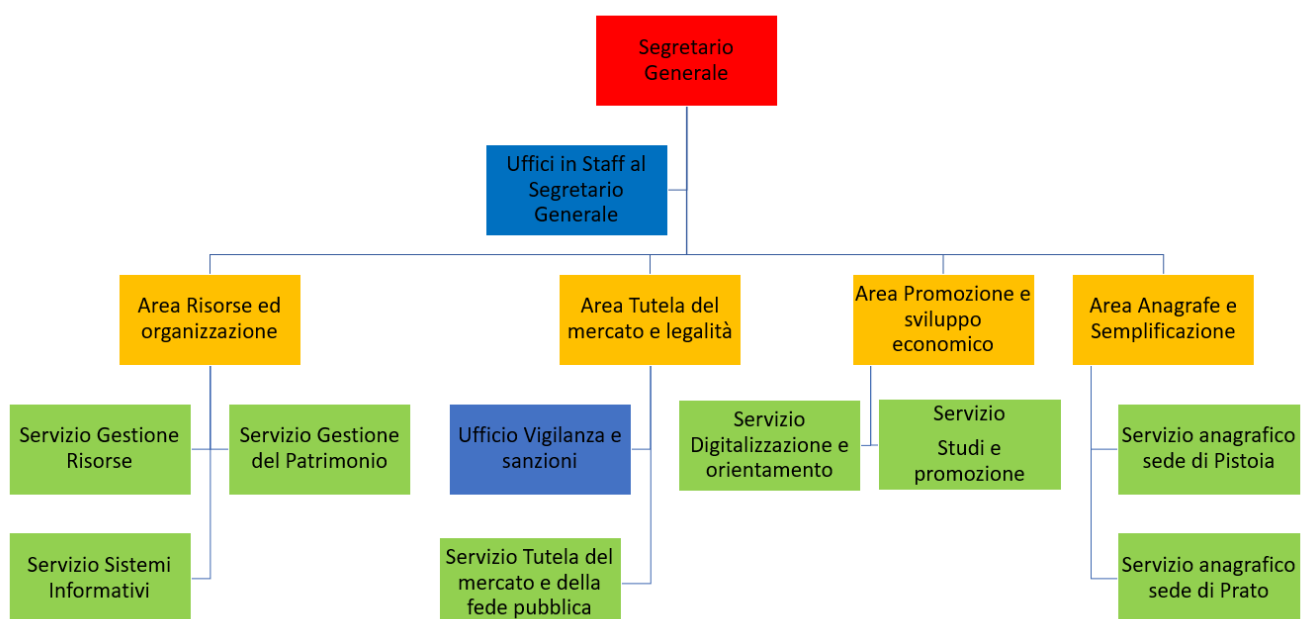 Segretario
Generale
Uffici in Staff al
Segretario
Generale
Area Risorse ed
organizzazione
Area Tutela del
mercato e legalità
Area Promozione e
sviluppo
economico
Area Anagrafe e
Semplificazione
Servizio Gestione
Risorse
Servizio Gestione
del Patrimonio
Ufficio Vigilanza e
sanzioni
Servizio
Digitalizzazione e
orientamento
Servizio
Studi e
promozione
Servizio anagrafico
sede di Pistoia
Servizio Sistemi
Informativi
Servizio Tutela del
mercato e della
fede pubblica
Servizio anagrafico
sede di Prato